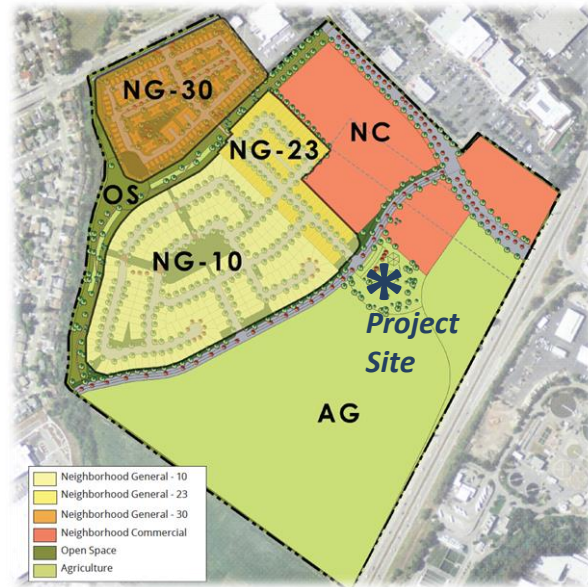 NG-30
NC
NG-23
OS
NG-10
*
Project
Site
AG
Neighborhood General - 10
Neighborhood General - 23
Neighborhood General - 30
Neighborhood Commercial
Open Space
Agriculture